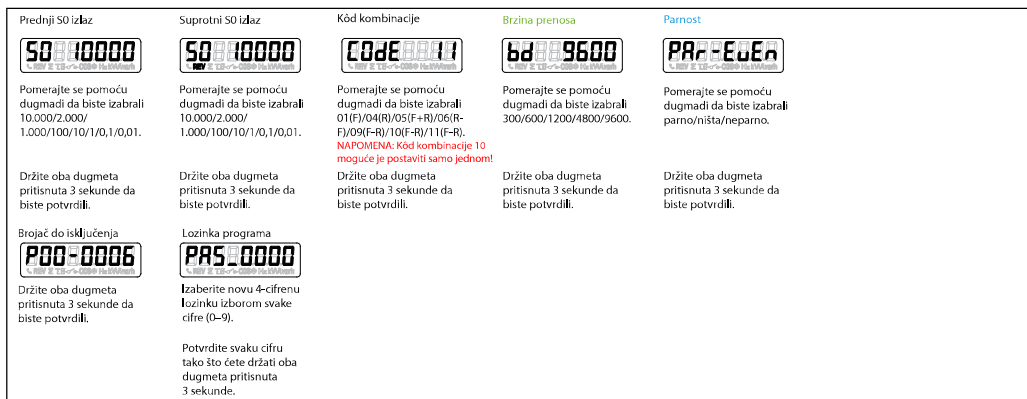 Prednji S0 izlaz
S0 10000
Pomerajte se pomoću
dugmadi da biste izabrali
10.000/2.000/
1.000/100/10/1/0,1/0,01.
Držite oba dugmeta
pritisnuta 3 sekunde da
biste potvrdili.
Suprotni S0 izlaz
S0 10000
REV
Pomerajte se pomoću
dugmadi da biste izabrali
10.000/2.000/
1.000/100/10/1/0,1/0,01.
Držite oba dugmeta
pritisnuta 3 sekunde da
biste potvrdili.
Kôd kombinacije
C0dE 11
Pomerajte se pomoću
dugmadi da biste izabrali
01(F)/04(R)/05(F+R)/06(R-
F)/09(F–R)/10(F-R)/11(F–R).
NAPOMENA: Kôd kombinacije 10
moguće je postaviti samo jednom!
Držite oba dugmeta
pritisnuta 3 sekunde da
biste potvrdili.
Brzina prenosa
bd 9600
Pomerajte se pomoću
dugmadi da biste izabrali
300/600/1200/4800/9600.
Držite oba dugmeta
pritisnuta 3 sekunde da
biste potvrdili.
Parnost
PAr-EuEn
Pomerajte se pomoću
dugmadi da biste izabrali
parno/ništa/neparno.
Držite oba dugmeta
pritisnuta 3 sekunde da
biste potvrdili.
Brojač do isključenja
P00-0006
Držite oba dugmeta
pritisnuta 3 sekunde da
biste potvrdili.
Lozinka programa
PAS_0000
Izaberite novu 4-cifrenu
lozinku izborom svake
cifre (0–9).
Potvrdite svaku cifru
tako što ćete držati oba
dugmeta pritisnuta
3 sekunde.